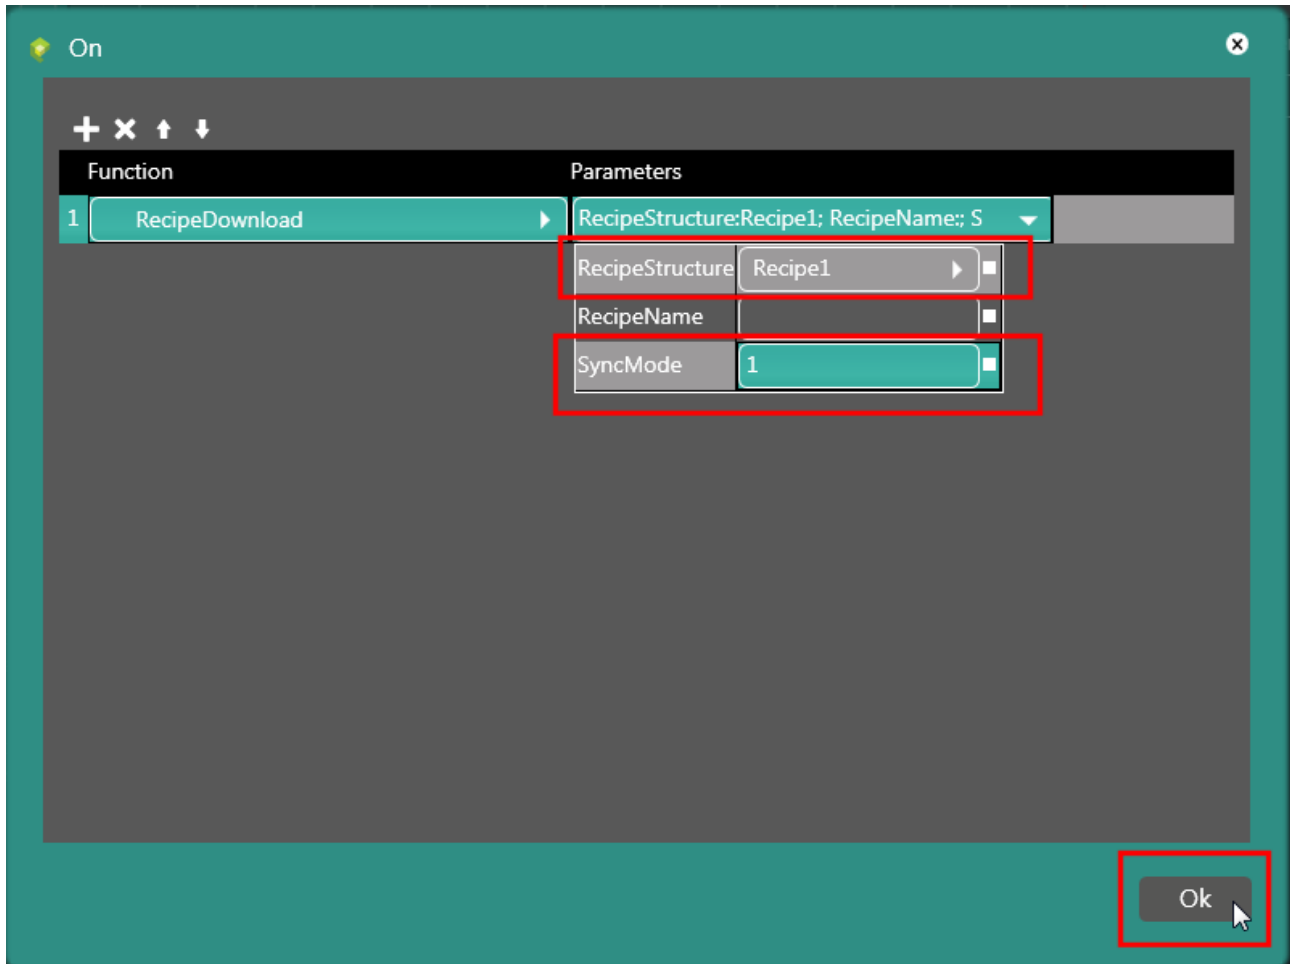 On
Function Parameters
1 RecipeDownload RecipeStructure:Recipe1; RecipeName:; S
RecipeStructure Recipe1
RecipeName
SyncMode 1
Ok